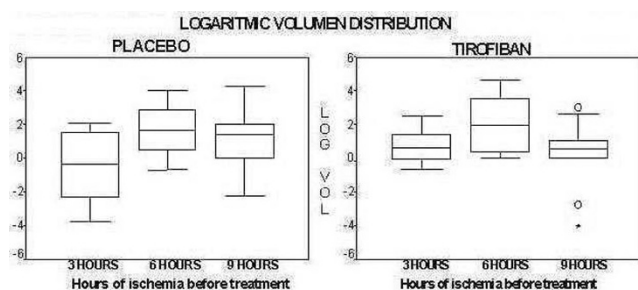 LOGARITMIC VOLUMEN DISTRIBUTION
PLACEBO
TIROFIBAN
6
4
2
0
-2
-4
-6
3 HOURS 6 HOURS 9 HOURS
Hours of ischemia before treatment
LOG VOL
6
4
2
0
-2
-4
-6
3 HOURS 6 HOURS 9 HOURS
Hours of ischemia before treatment